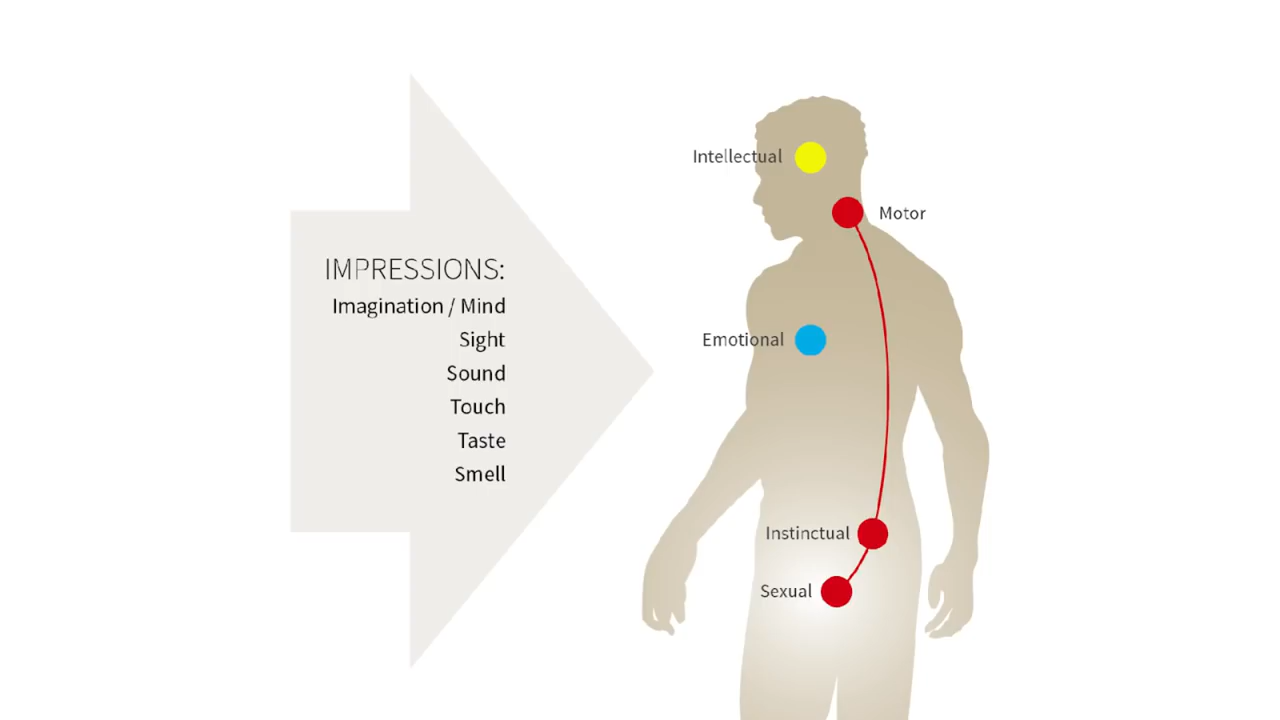 IMPRESSIONS:
Imagination / Mind
Sight
Sound
Touch
Taste
Smell
Intellectual
Motor
Emotional
Instinctual
Sexual